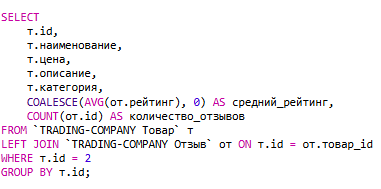 SELECT
т.id,
т.наименование,
т.цена,
т.описание,
т.категория,
COALESCE(AVG(от.рейтинг), 0) AS средний_рейтинг,
COUNT(от.id) AS количество_отзывов
FROM `TRADING-COMPANY Товар` т
LEFT JOIN `TRADING-COMPANY Отзыв` от ON т.id = от.товар_id
WHERE т.id = 2
GROUP BY т.id;